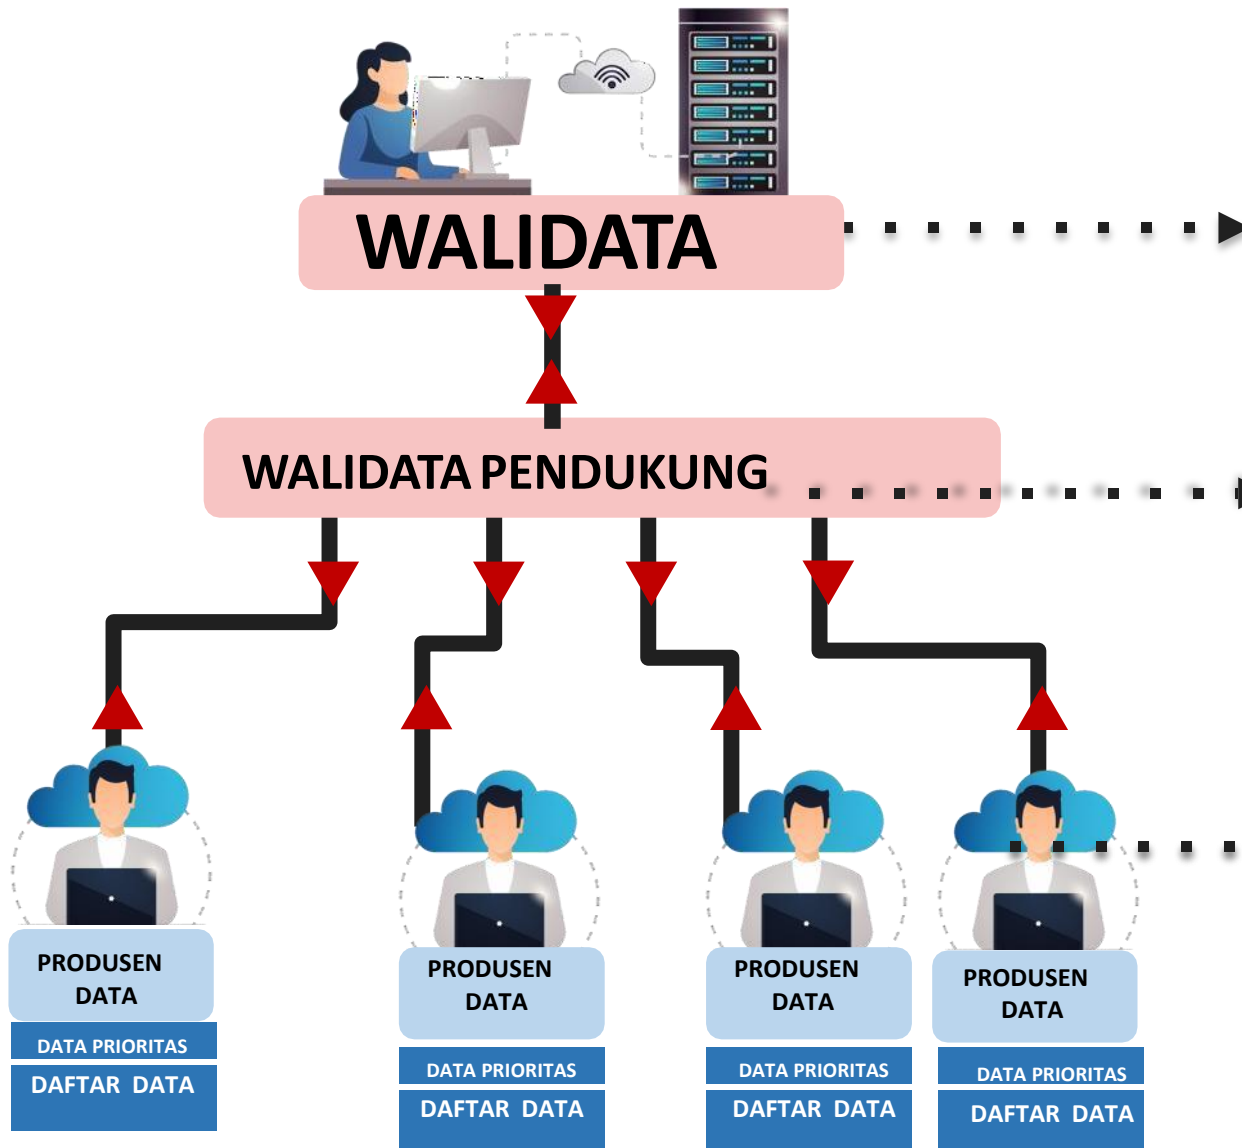 WALIDATA
WALIDATA PENDUKUNG
PRODUSEN
DATA
DATA PRIORITAS
DAFTAR DATA
PRODUSEN
DATA
DATA PRIORITAS
DAFTAR DATA
PRODUSEN
DATA
DATA PRIORITAS
DAFTAR DATA
PRODUSEN
DATA
DATA PRIORITAS
DAFTAR DATA